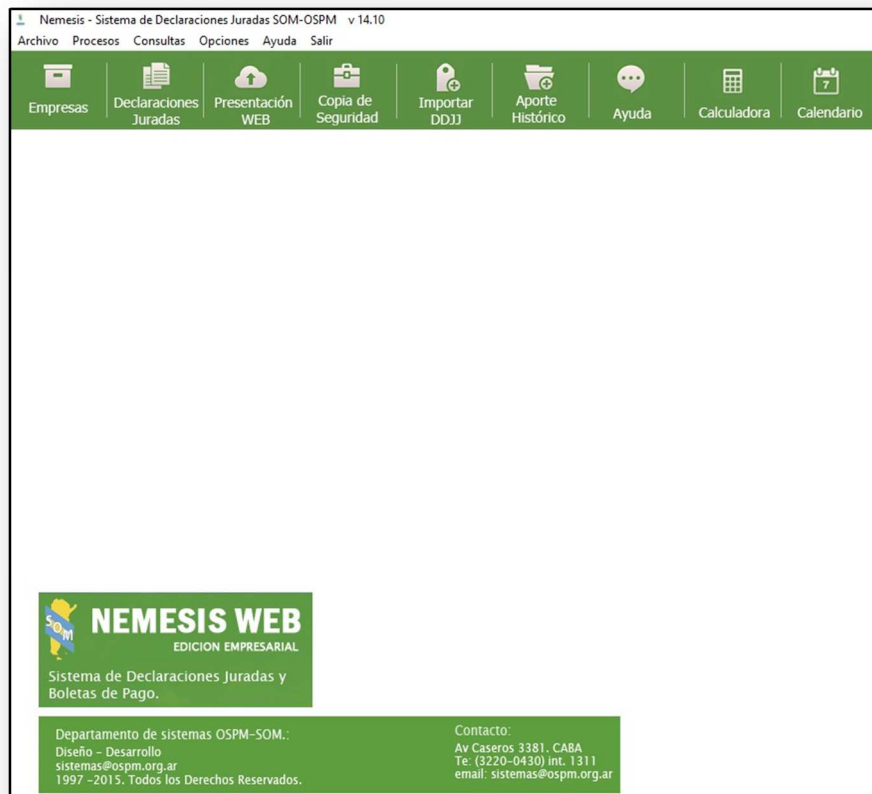 Nemesis - Sistema de Declaraciones Juradas SOM-OSPM v 14.10
Archivo Procesos Consultas Opciones Ayuda Salir
Empresas
Declaraciones
Juradas
Presentación
WEB
Copia de
Seguridad
Importar
DDJJ
Aporte
Histórico
Ayuda
Calculadora
7
Calendario
SOM
NEMESIS WEB
EDICION EMPRESARIAL
Sistema de Declaraciones Juradas y
Boletas de Pago.
Departamento de sistemas OSPM-SOM.:
Diseño - Desarrollo
sistemas@ospm.org.ar
1997 -2015. Todos los Derechos Reservados.
Contacto:
Av Caseros 3381. CABA
Te: (3220-0430) int. 1311
email: sistemas@ospm.org.ar